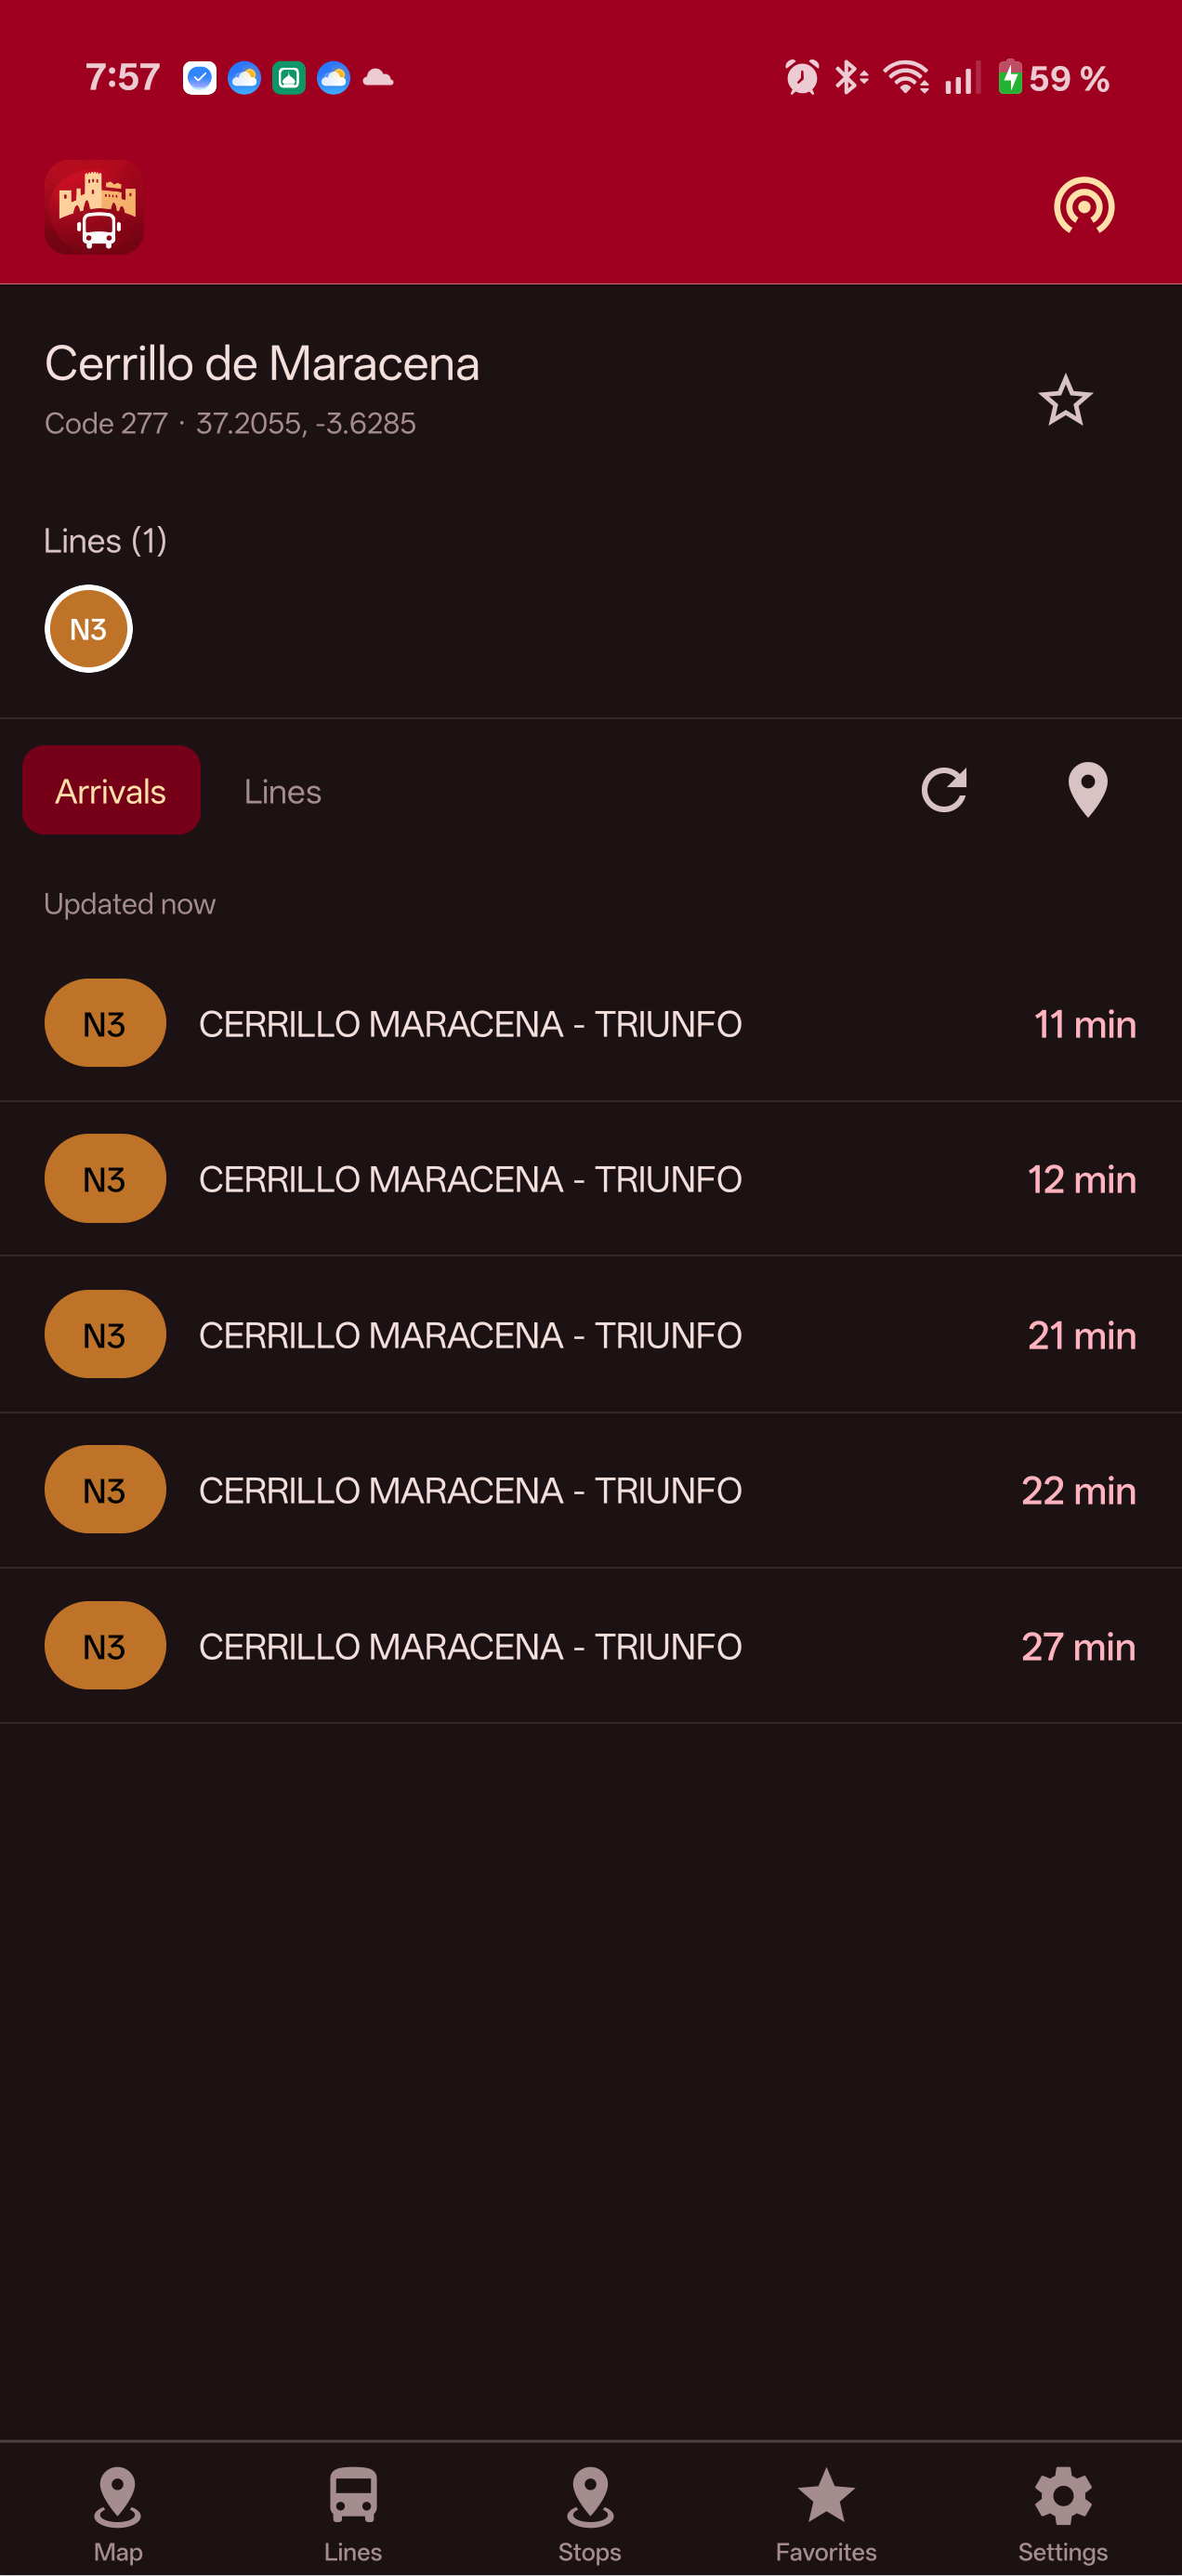 7:57 59 %
Cerrillo de Maracena
Code 277 · 37.2055, -3.6285
Lines (1)
N3
Arrivals Lines
Updated now
N3 CERRILLO MARACENA - TRIUNFO 11 min
N3 CERRILLO MARACENA - TRIUNFO 12 min
N3 CERRILLO MARACENA - TRIUNFO 21 min
N3 CERRILLO MARACENA - TRIUNFO 22 min
N3 CERRILLO MARACENA - TRIUNFO 27 min
Map Lines Stops Favorites Settings